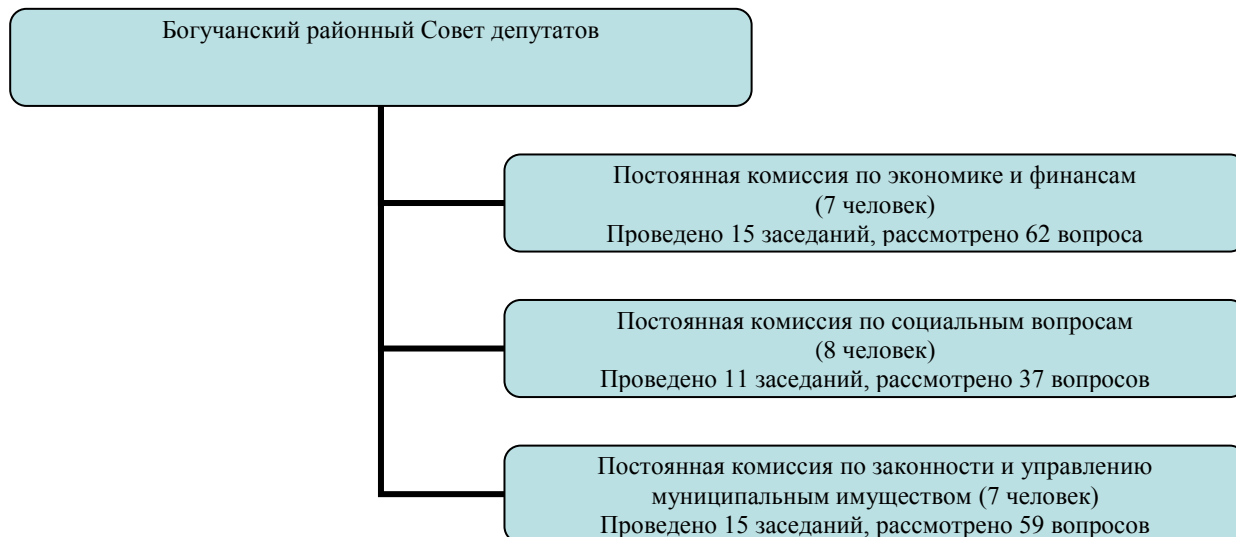 Богучанский районный Совет депутатов
Постоянная комиссия по экономике и финансам
(7 человек)
Проведено 15 заседаний, рассмотрено 62 вопроса
Постоянная комиссия по социальным вопросам
(8 человек)
Проведено 11 заседаний, рассмотрено 37 вопросов
Постоянная комиссия по законности и управлению
муниципальным имуществом (7 человек)
Проведено 15 заседаний, рассмотрено 59 вопросов